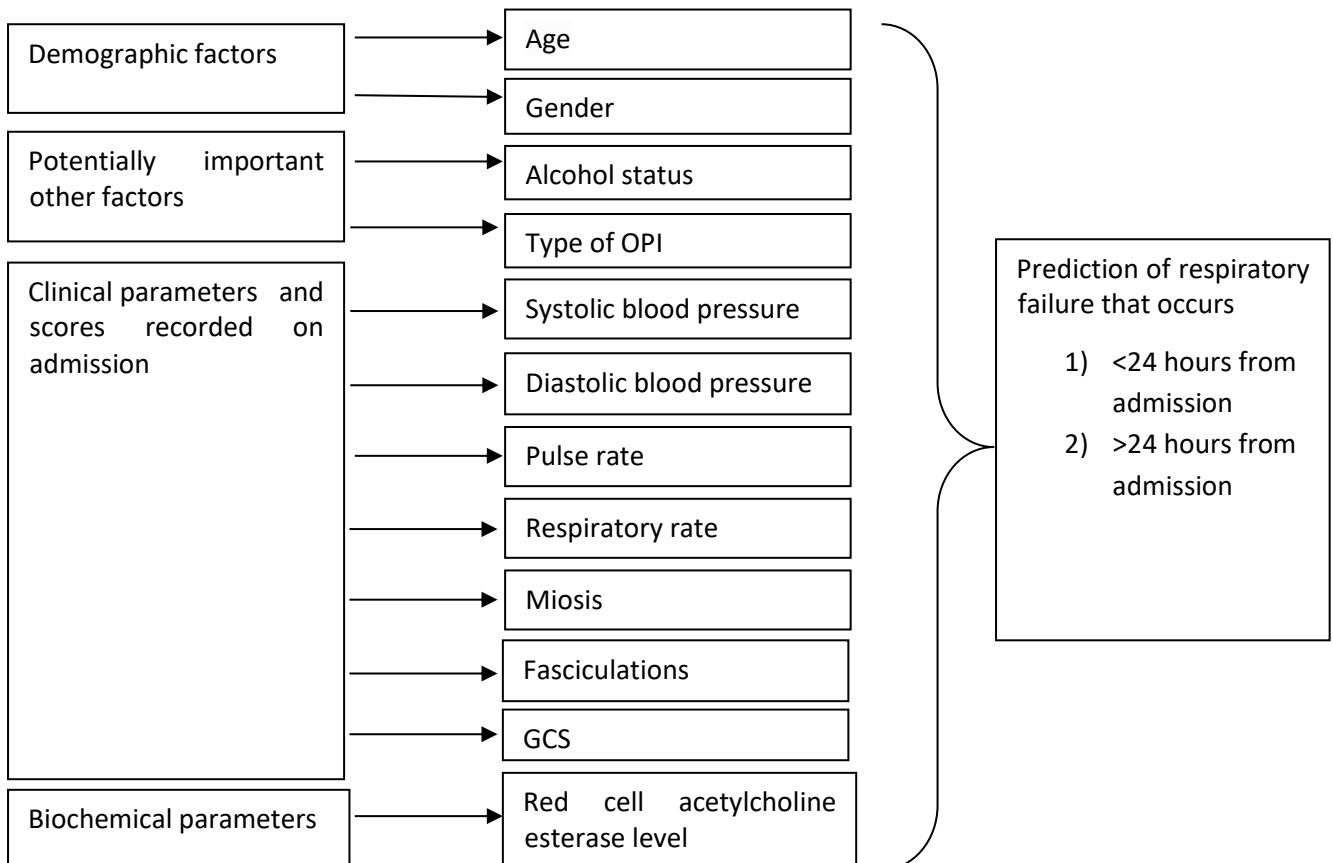 Demographic factors
Age
Gender
Potentially important
other factors
Alcohol status
Type of OPI
Clinical parameters and
scores recorded on
admission
Systolic blood pressure
Diastolic blood pressure
Pulse rate
Respiratory rate
Miosis
Fasciculations
GCS
Biochemical parameters
Red cell acetylcholine
esterase level
Prediction of respiratory
failure that occurs
1) <24 hours from
admission
2) >24 hours from
admission